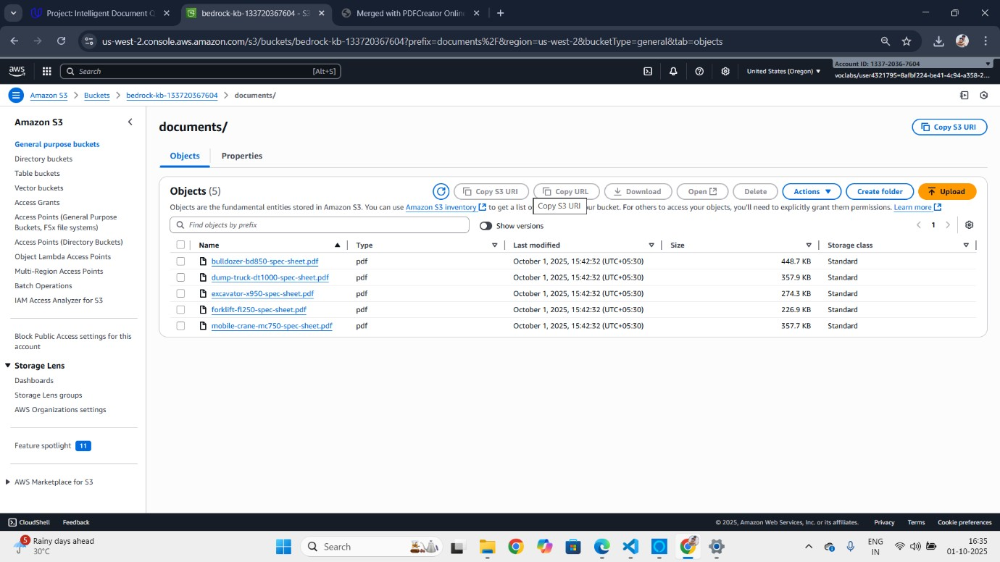 Project: Intelligent Document Q
bedrock-kb-133720367604 - S3
Merged with PDFCreator Online
us-west-2.console.aws.amazon.com/s3/buckets/bedrock-kb-133720367604?prefix=documents%2F&region=us-west-2&bucketType=general&tab=objects
aws
Search [Alt+S]
United States (Oregon)
Account ID: 1337-2036-7604
voclabs/user4321795=8afbf224-be41-4c94-a358-2...
Amazon S3 > Buckets > bedrock-kb-133720367604 > documents/
Amazon S3
General purpose buckets
Directory buckets
Table buckets
Vector buckets
Access Grants
Access Points (General Purpose
Buckets, FSx file systems)
Access Points (Directory Buckets)
Object Lambda Access Points
Multi-Region Access Points
Batch Operations
IAM Access Analyzer for S3
Block Public Access settings for this
account
Storage Lens
Dashboards
Storage Lens groups
AWS Organizations settings
Feature spotlight 11
AWS Marketplace for S3
documents/
Copy S3 URI
Objects Properties
Objects (5)
Copy S3 URI Copy URL Download Open Delete Actions Create folder Upload
Objects are the fundamental entities stored in Amazon S3. You can use Amazon S3 inventory to get a list o our bucket. For others to access your objects, you'll need to explicitly grant them permissions. Learn more
Copy S3 URI
Find objects by prefix
Show versions
1
Name Type Last modified Size Storage class
bulldozer-bd850-spec-sheet.pdf pdf October 1, 2025, 15:42:32 (UTC+05:30) 448.7 KB Standard
dump-truck-dt1000-spec-sheet.pdf pdf October 1, 2025, 15:42:32 (UTC+05:30) 357.9 KB Standard
excavator-x950-spec-sheet.pdf pdf October 1, 2025, 15:42:32 (UTC+05:30) 274.3 KB Standard
forklift-fl250-spec-sheet.pdf pdf October 1, 2025, 15:42:32 (UTC+05:30) 226.9 KB Standard
mobile-crane-mc750-spec-sheet.pdf pdf October 1, 2025, 15:42:32 (UTC+05:30) 357.7 KB Standard
CloudShell Feedback
© 2025, Amazon Web Services, Inc. or its affiliates. Privacy Terms Cookie preferences
5
Rainy days ahead
30°C
Search
ENG
IN
16:35
01-10-2025